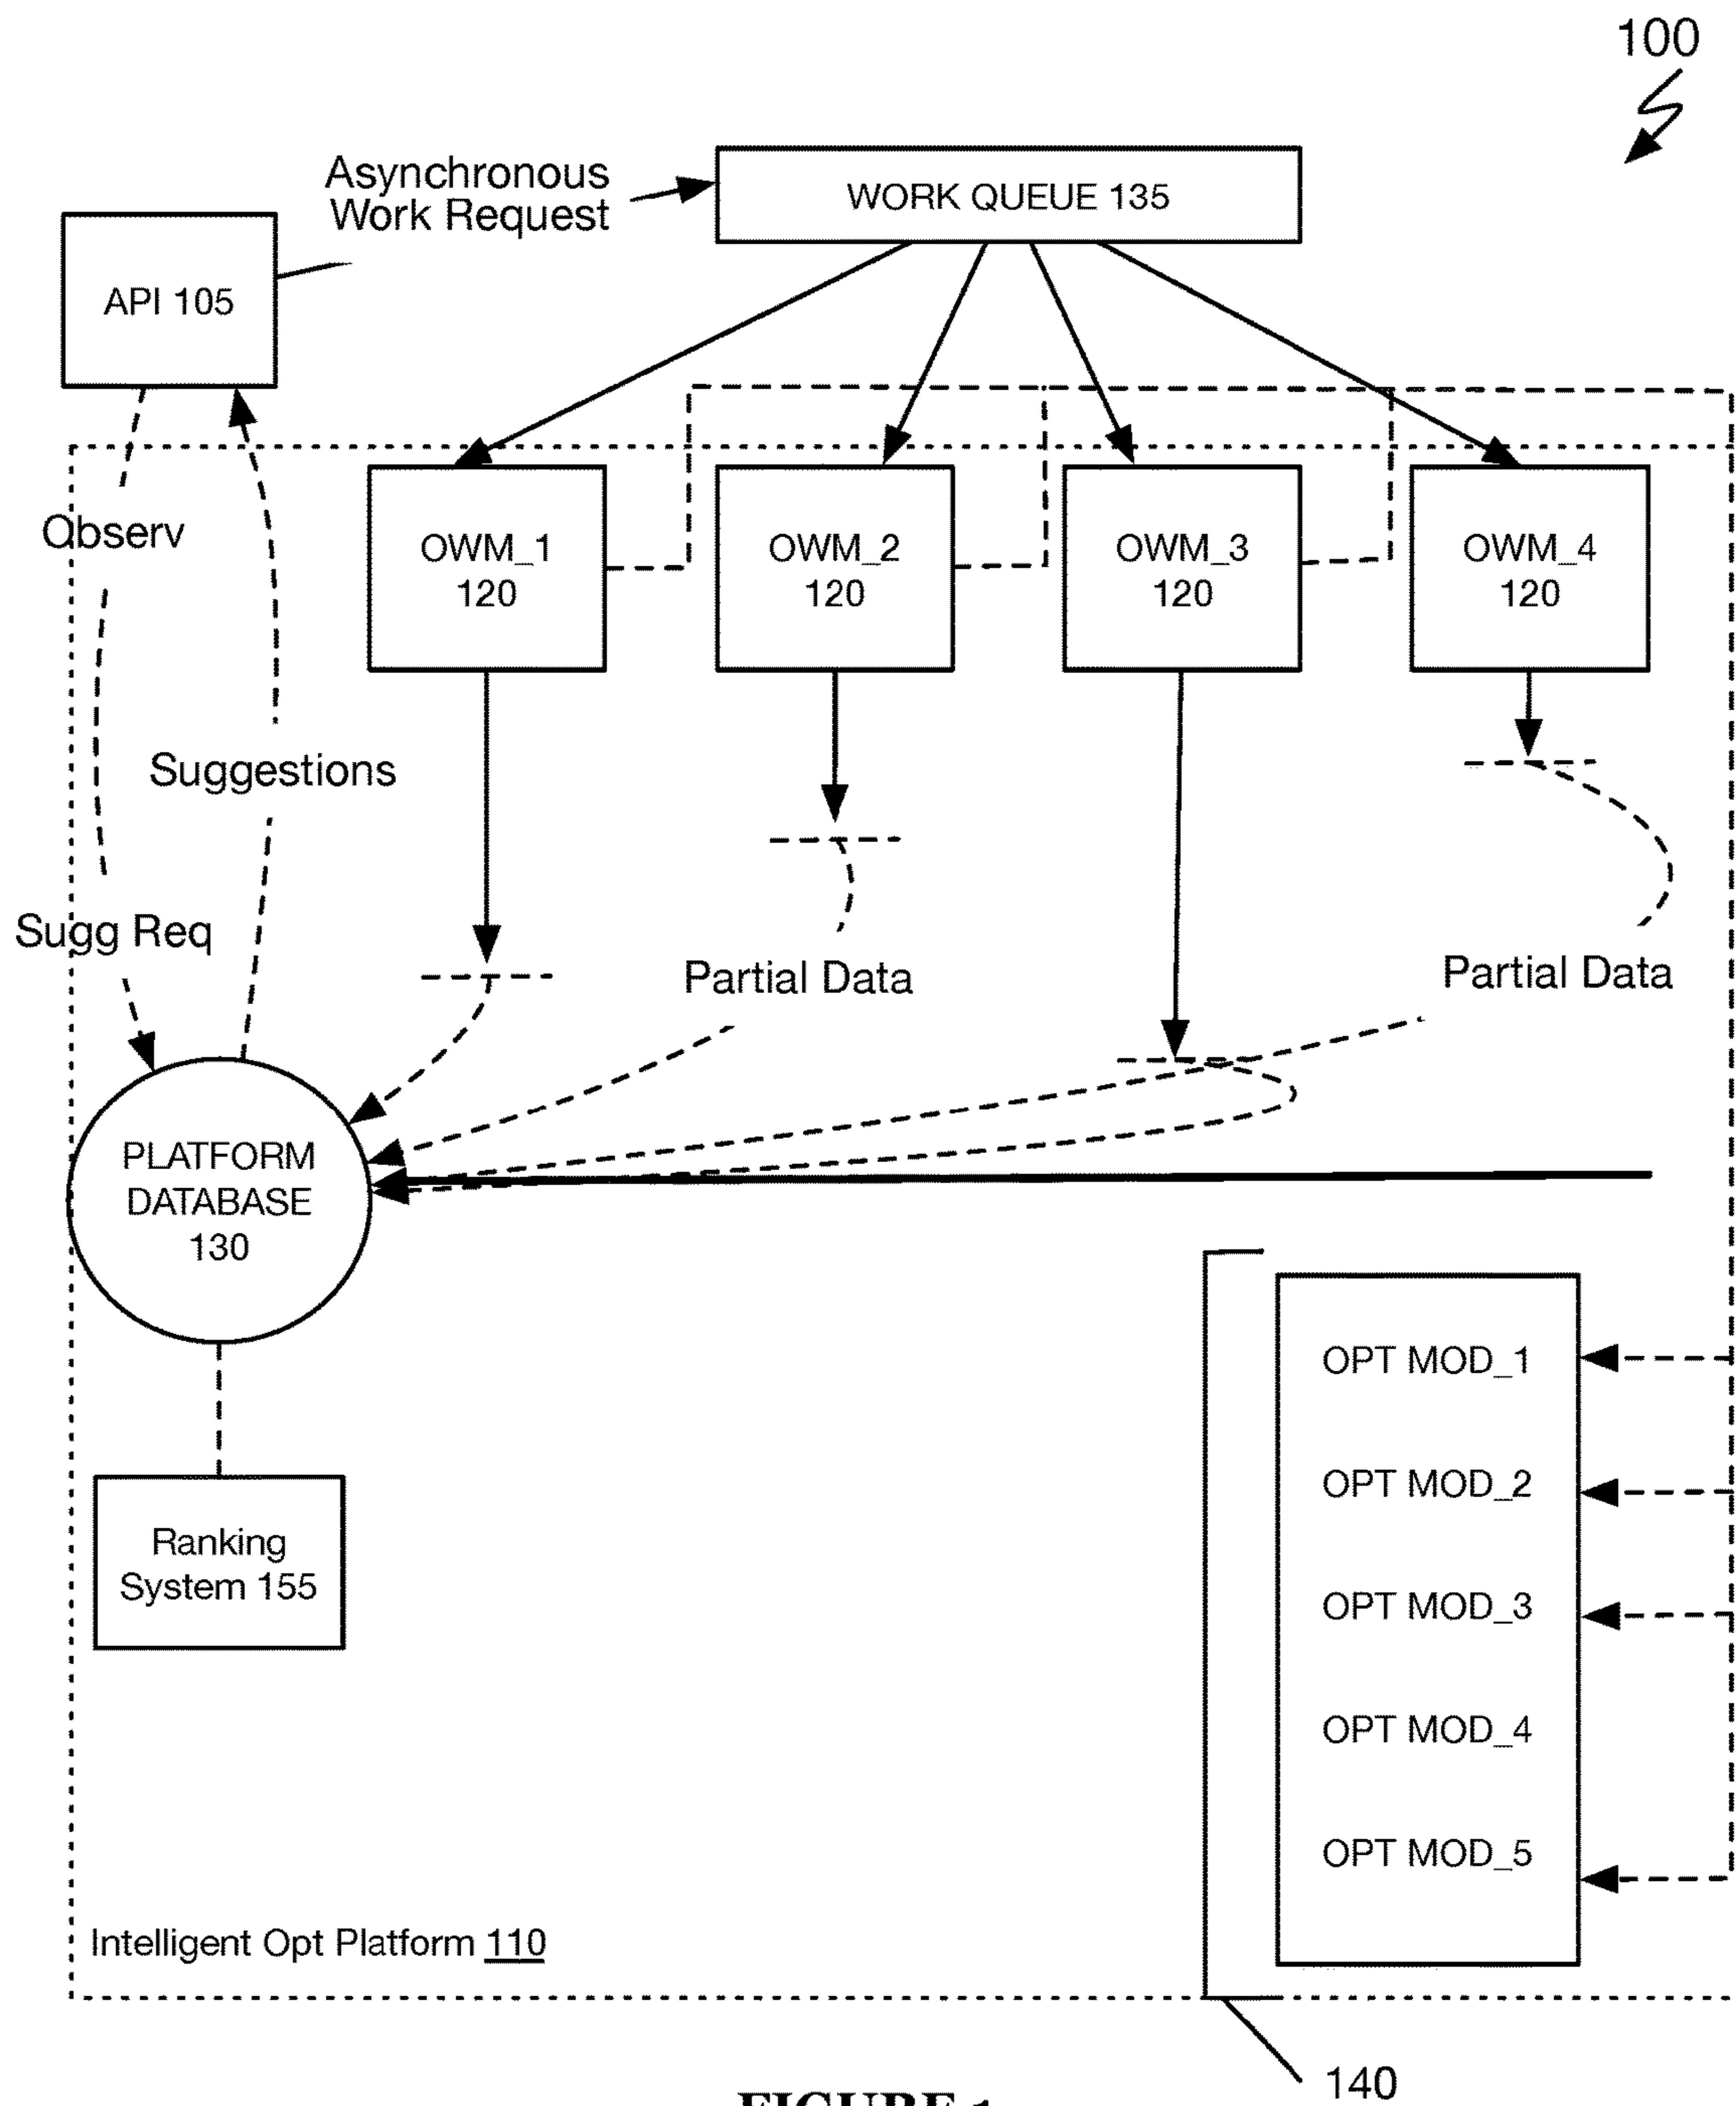 100
Asynchronous
Work Request
WORK QUEUE 135
API 105
Observ
OWM_1
120
OWM_2
120
OWM_3
120
OWM_4
120
Suggestions
Sugg Req
Partial Data
Partial Data
PLATFORM
DATABASE
130
OPT MOD_1
OPT MOD_2
OPT MOD_3
OPT MOD_4
OPT MOD_5
Ranking
System 155
Intelligent Opt Platform 110
140
FIGURE 1